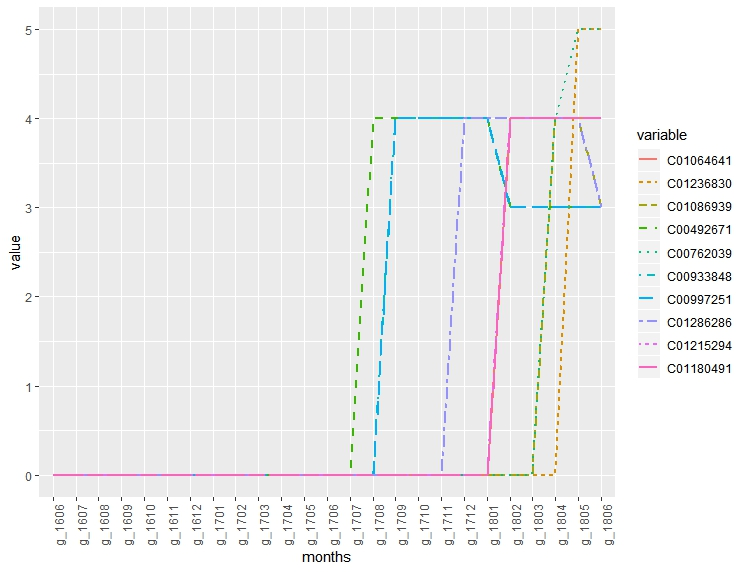 value
5
4
3
2
1
0
g_1606
g_1607
g_1608
g_1609
g_1610
g_1611
g_1612
g_1701
g_1702
g_1703
g_1704
g_1705
g_1706
g_1707
g_1708
g_1709
g_1710
g_1711
g_1712
g_1801
g_1802
g_1803
g_1804
g_1805
g_1806
months
variable
C01064641
C01236830
C01086939
C00492671
C00762039
C00933848
C00997251
C01286286
C01215294
C01180491